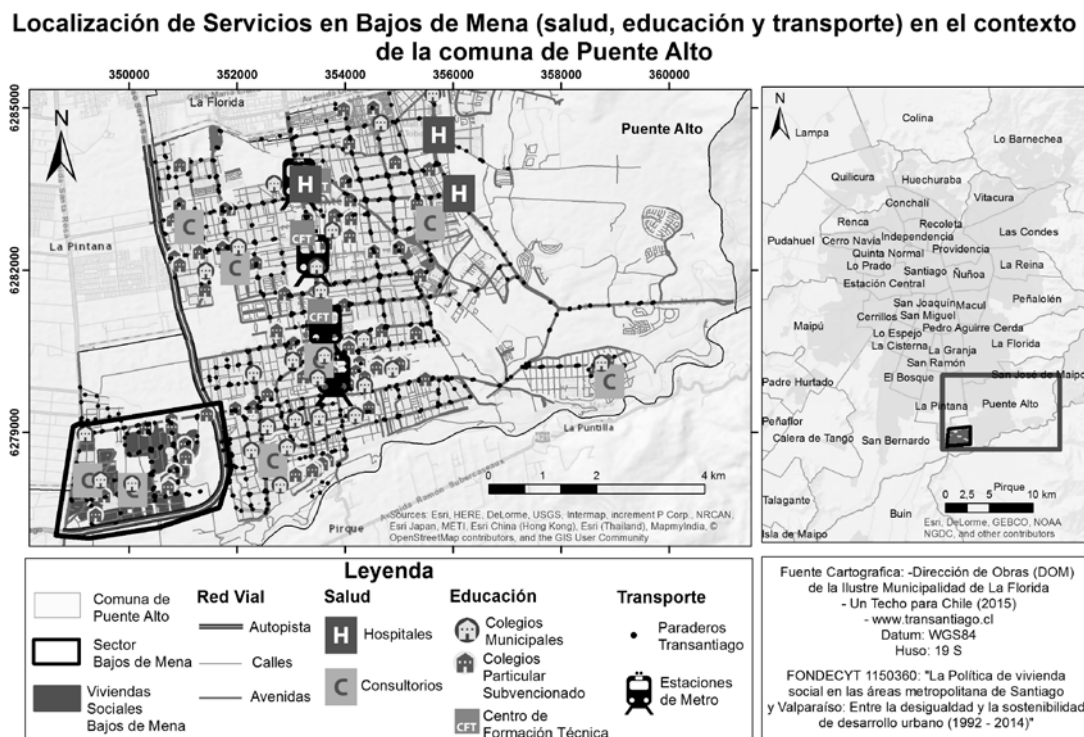 Localización de Servicios en Bajos de Mena (salud, educación y transporte) en el contexto
de la comuna de Puente Alto
350000 352000 354000 356000 358000 360000
6285000
6282000
6279000
N
La Florida
Puente Alto
La Pintana
La Puntilla
Avenida Ramón Subercaseaux
Pirque
H
H
H
C
C
C
C
C
C
C
C
CFT
CFT
0 1 2 4 km
Sources: Esri, HERE, DeLorme, USGS, Intermap, increment P Corp., NRCAN,
Esri Japan, METI, Esri China (Hong Kong), Esri (Thailand), MapmyIndia, ©
OpenStreetMap contributors, and the GIS User Community
N
Colina
Lampa
Lo Barnechea
Quilicura
Huechuraba
Vitacura
Conchalí
Renca
Recoleta
Las Condes
Independencia
Pudahuel
Cerro Navia
Providencia
Quinta Normal
Lo Prado
Santiago
Ñuñoa
La Reina
Estación Central
Peñalolén
San Joaquín
Macul
Cerrillos
San Miguel
Maipú
Lo Espejo
Pedro Aguirre Cerda
La Cisterna
La Granja
La Florida
San Ramón
Padre Hurtado
El Bosque
San José de Maipo
La Pintana
Puente Alto
Peñaflor
Calera de Tango
San Bernardo
Talagante
Pirque
Buin
Isla de Maipo
0 2.5 5 10 km
Esri, DeLorme, GEBCO, NOAA
NGDC, and other contributors
Leyenda
Comuna de
Puente Alto
Sector
Bajos de Mena
Viviendas
Sociales
Bajos de Mena
Red Vial
Autopista
Calles
Avenidas
Salud
H Hospitales
C Consultorios
Educación
Colegios
Municipales
Colegios
Particular
Subvencionado
CFT Centro de
Formación Técnica
Transporte
Paraderos
Transantiago
Estaciones
de Metro
Fuente Cartografica: -Dirección de Obras (DOM)
de la Ilustre Municipalidad de La Florida
- Un Techo para Chile (2015)
- www.transantiago.cl
Datum: WGS84
Huso: 19 S
FONDECYT 1150360: "La Política de vivienda
social en las áreas metropolitana de Santiago
y Valparaíso: Entre la desigualdad y la sostenibilidad
de desarrollo urbano (1992 - 2014)"